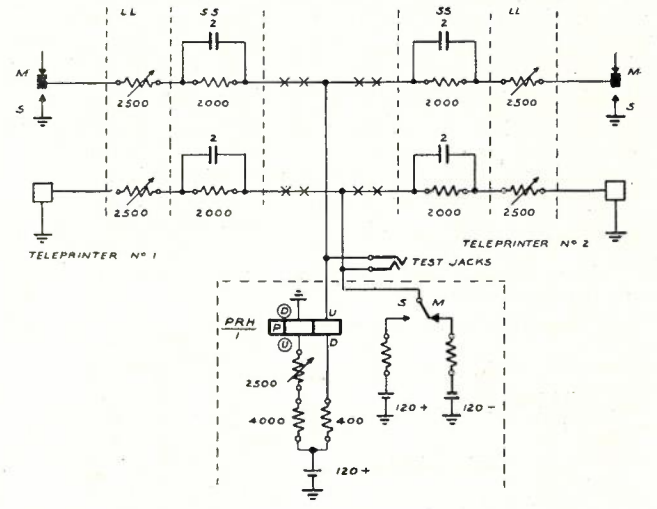 LL SS SS LL
2 2
M M
S 2500 2000 2000 2500 S
2 2
2500 2000 2000 2500
TELEPRINTER Nº 1 TELEPRINTER Nº 2
TEST JACKS
D U S M
PRH P
1 U D
2500
4000 400 120+ 120-
120+